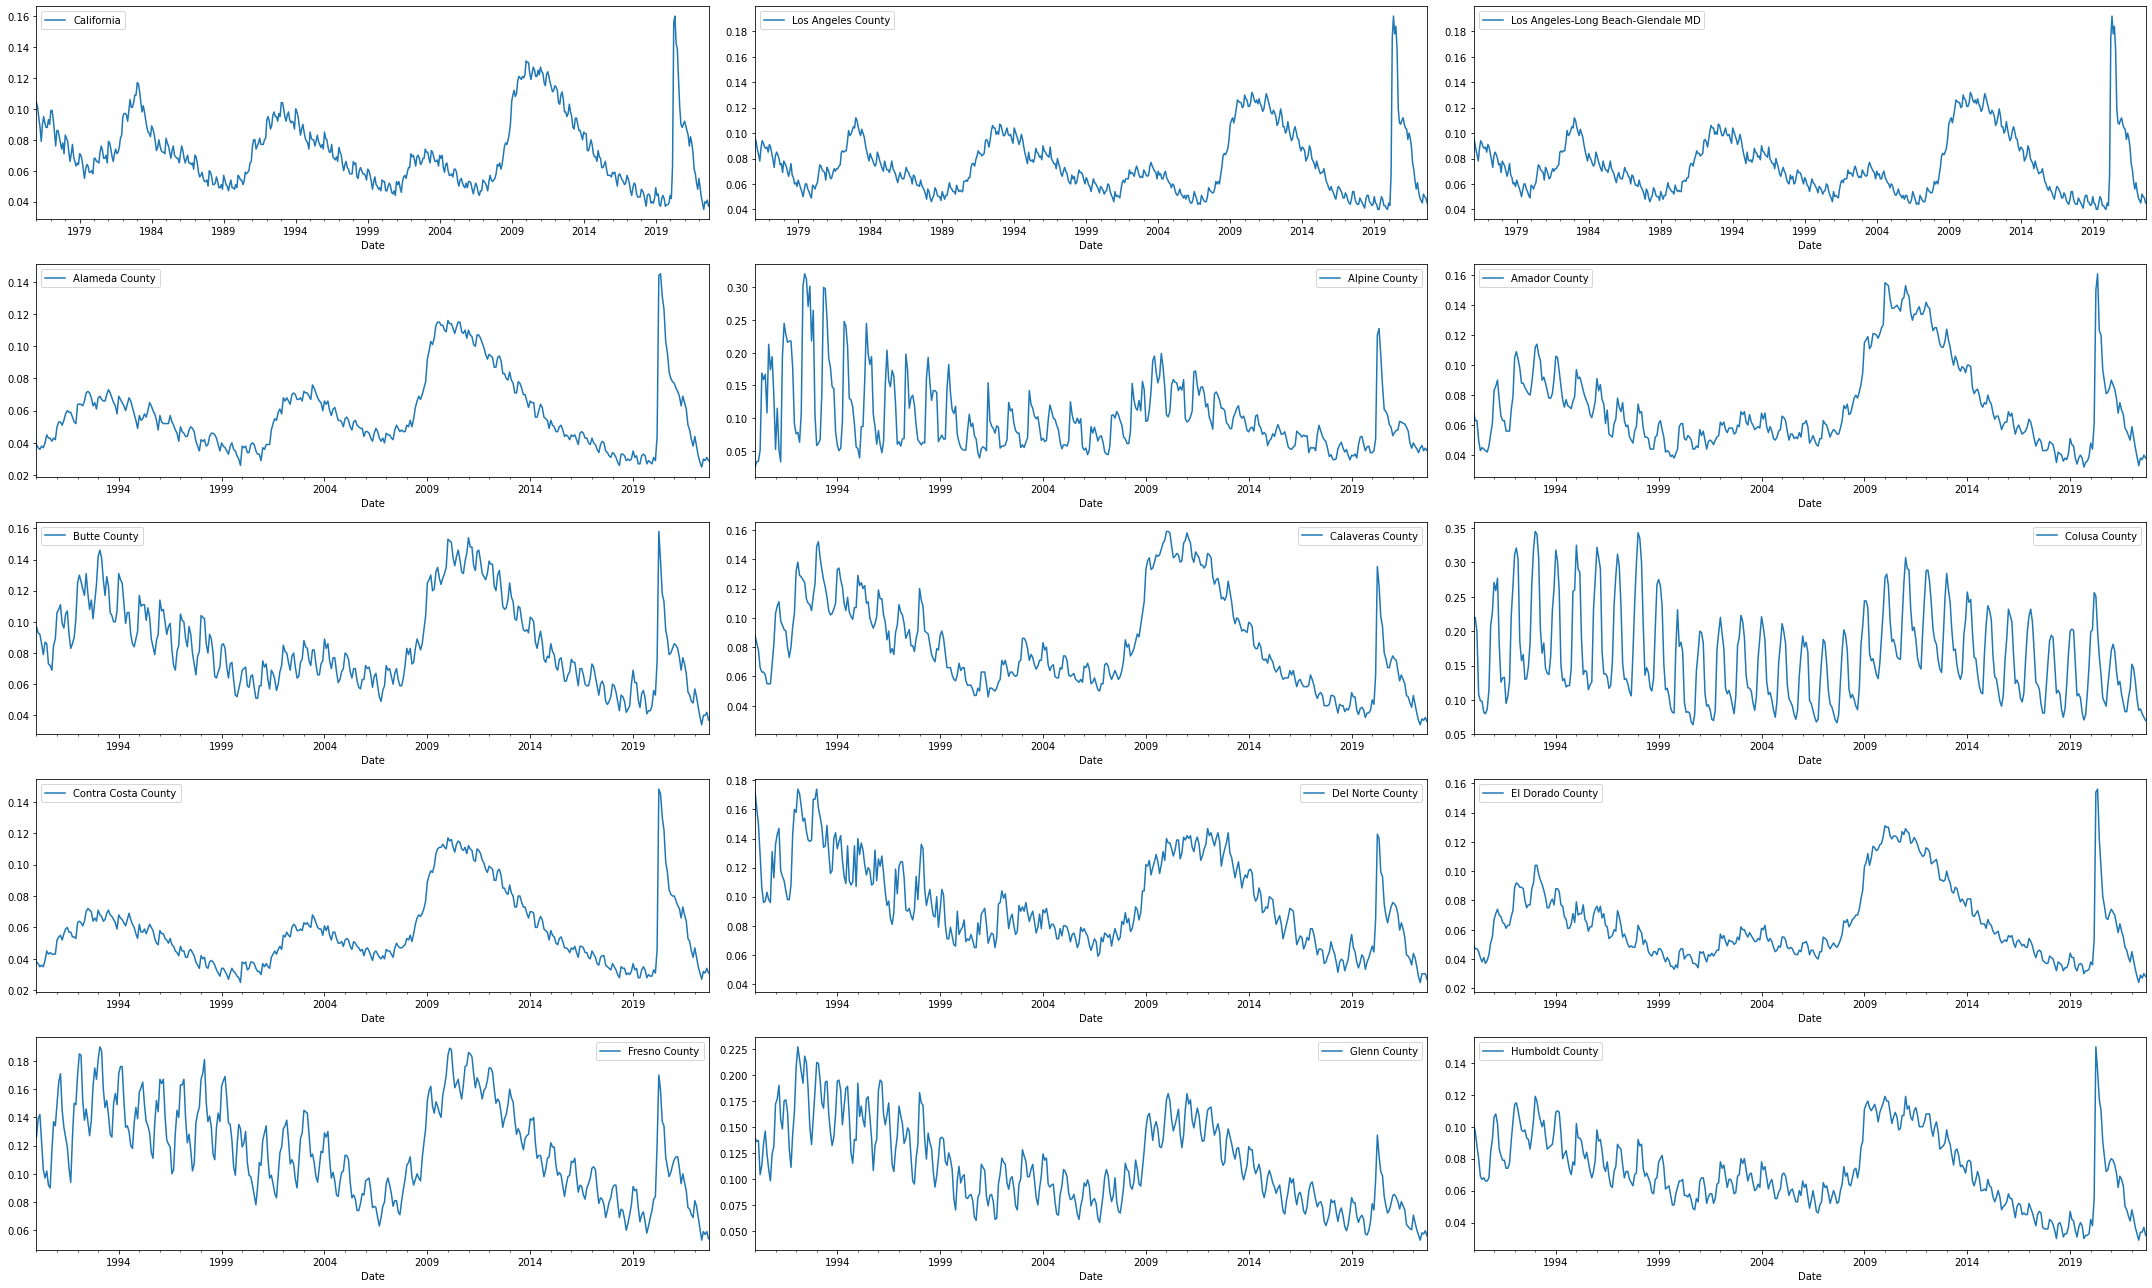 California
0.16
0.14
0.12
0.10
0.08
0.06
0.04
1979 1984 1989 1994 1999 2004 2009 2014 2019
Date
Los Angeles County
0.18
0.16
0.14
0.12
0.10
0.08
0.06
0.04
1979 1984 1989 1994 1999 2004 2009 2014 2019
Date
Los Angeles-Long Beach-Glendale MD
0.18
0.16
0.14
0.12
0.10
0.08
0.06
0.04
1979 1984 1989 1994 1999 2004 2009 2014 2019
Date
Alameda County
0.14
0.12
0.10
0.08
0.06
0.04
0.02
1994 1999 2004 2009 2014 2019
Date
Alpine County
0.30
0.25
0.20
0.15
0.10
0.05
1994 1999 2004 2009 2014 2019
Date
Amador County
0.16
0.14
0.12
0.10
0.08
0.06
0.04
1994 1999 2004 2009 2014 2019
Date
Butte County
0.16
0.14
0.12
0.10
0.08
0.06
0.04
1994 1999 2004 2009 2014 2019
Date
Calaveras County
0.16
0.14
0.12
0.10
0.08
0.06
0.04
1994 1999 2004 2009 2014 2019
Date
Colusa County
0.35
0.30
0.25
0.20
0.15
0.10
0.05
1994 1999 2004 2009 2014 2019
Date
Contra Costa County
0.14
0.12
0.10
0.08
0.06
0.04
0.02
1994 1999 2004 2009 2014 2019
Date
Del Norte County
0.18
0.16
0.14
0.12
0.10
0.08
0.06
0.04
1994 1999 2004 2009 2014 2019
Date
El Dorado County
0.16
0.14
0.12
0.10
0.08
0.06
0.04
0.02
1994 1999 2004 2009 2014 2019
Date
Fresno County
0.18
0.16
0.14
0.12
0.10
0.08
0.06
1994 1999 2004 2009 2014 2019
Date
Glenn County
0.225
0.200
0.175
0.150
0.125
0.100
0.075
0.050
1994 1999 2004 2009 2014 2019
Date
Humboldt County
0.14
0.12
0.10
0.08
0.06
0.04
1994 1999 2004 2009 2014 2019
Date